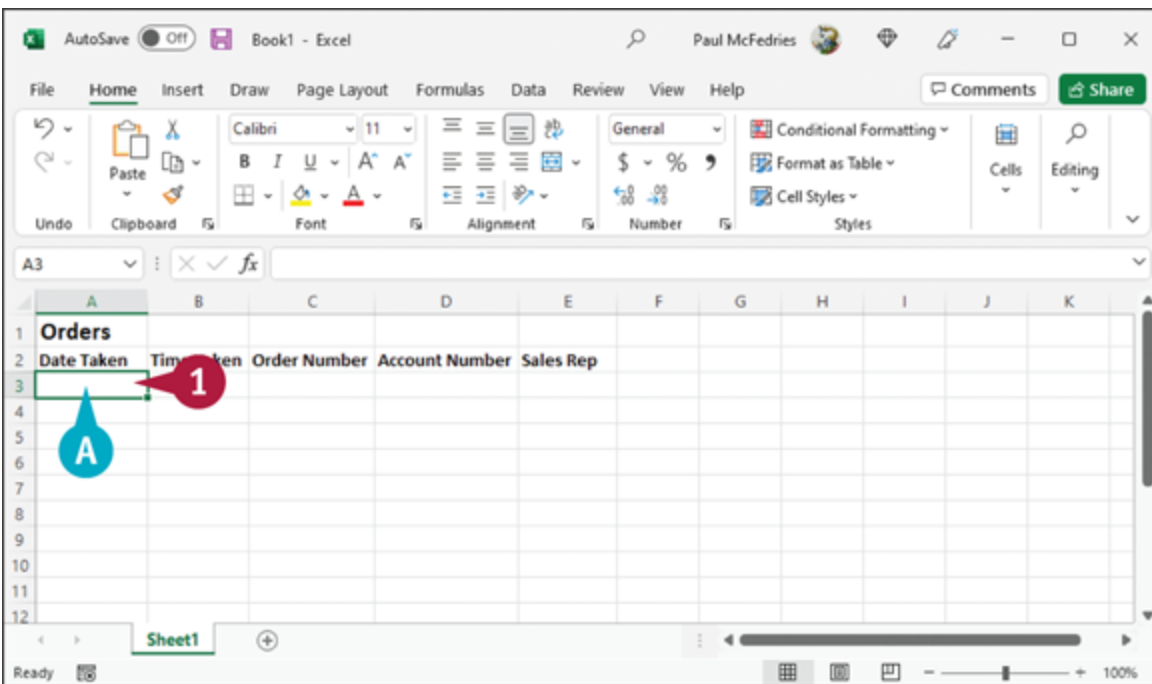 AutoSave Off Book1 - Excel Paul McFedries
File Home Insert Draw Page Layout Formulas Data Review View Help Comments Share
Calibri 11 ab General Conditional Formatting
Paste B I U A A $ % 9 Format as Table Cells Editing
A Cell Styles
Undo Clipboard Font Alignment Number Styles
A3 fx
A B C D E F G H I J K
1 Orders
2 Date Taken Order Number Account Number Sales Rep
3 1
4
5 A
6
7
8
9
10
11
12
Sheet1
Ready 100%